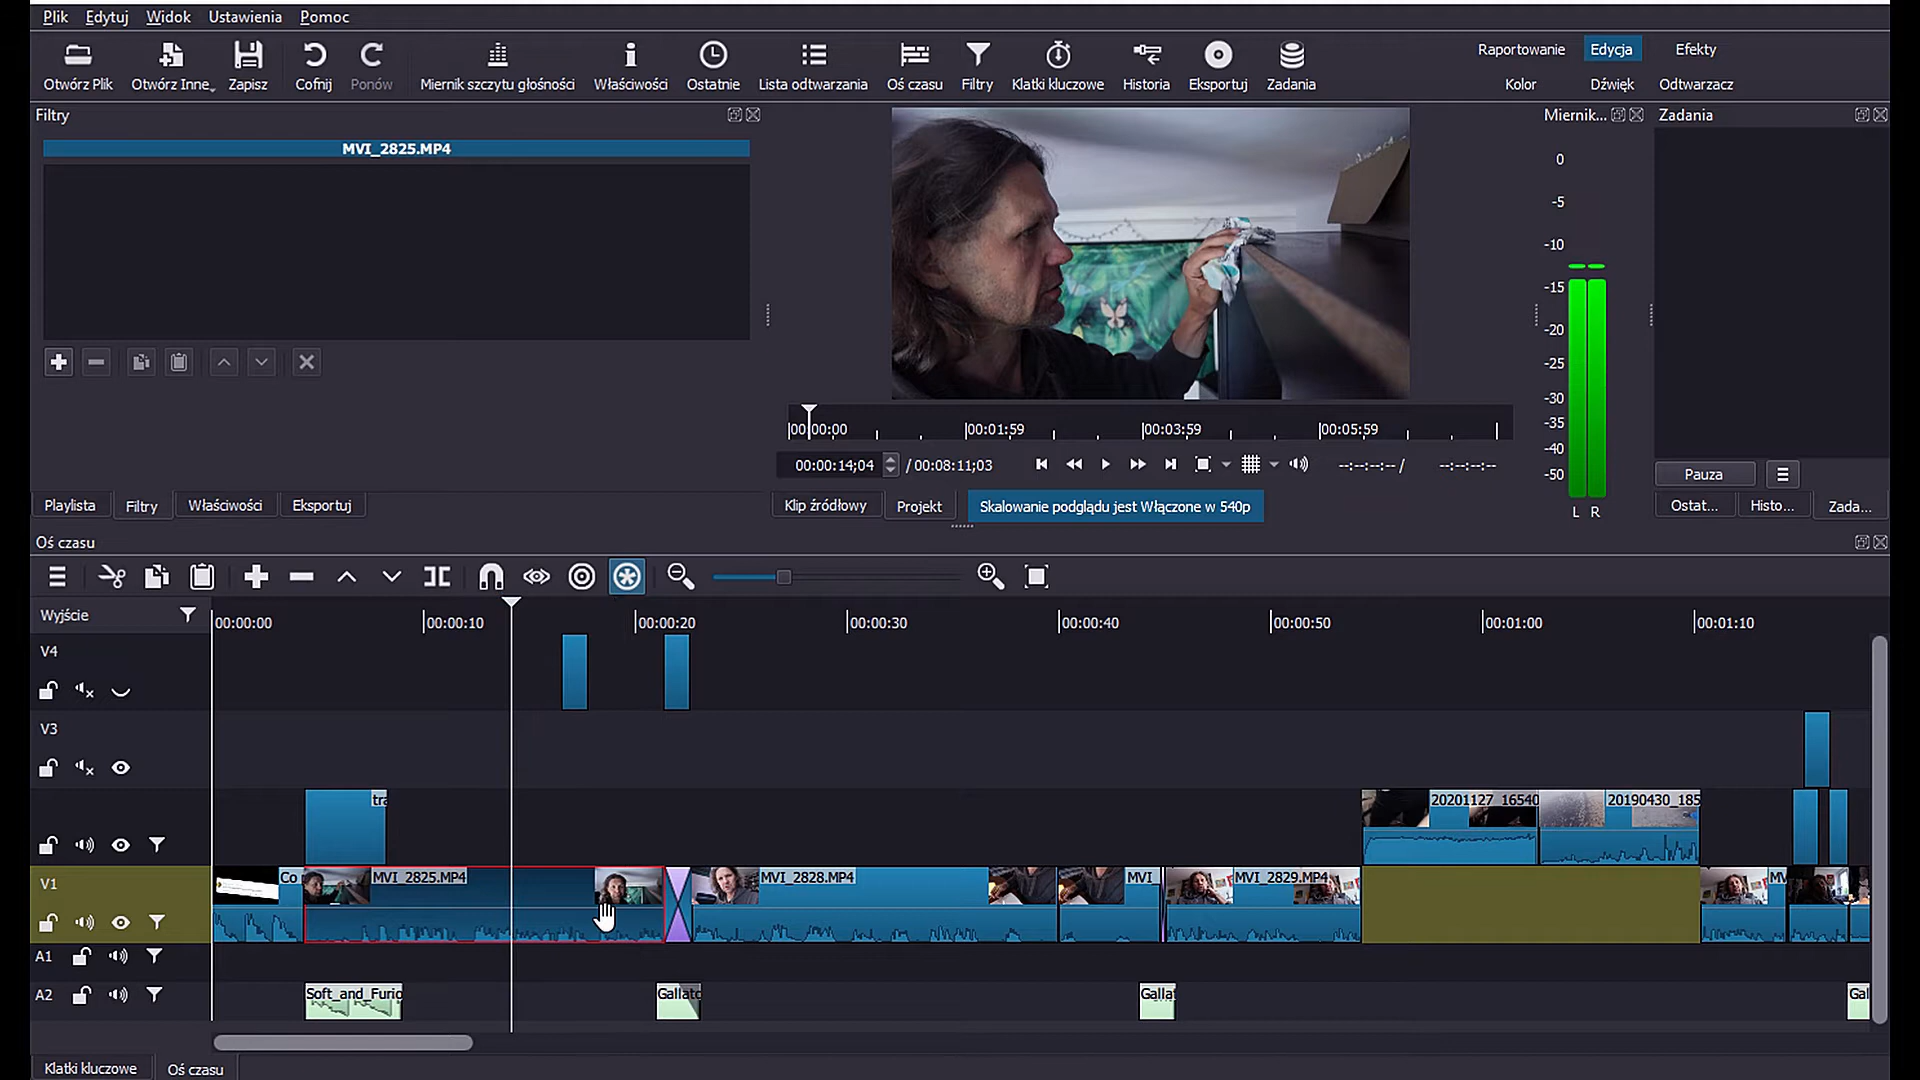 Plik Edytuj Widok Ustawienia Pomoc
Otwórz Plik Otwórz Inne Zapisz Cofnij Ponów Miernik szczytu głośności Właściwości Ostatnie Lista odtwarzania Oś czasu Filtry Klatki kluczowe Historia Eksportuj Zadania
Raportowanie Edycja Efekty
Kolor Dźwięk Odtwarzacz
Filtry
Miernik...
Zadania
MVI_2825.MP4
0
-5
-10
-15
-20
-25
-30
-35
-40
-50
L R
00:00:00 00:01:59 00:03:59 00:05:59
00:00:14;04 / 00:08:11;03 --:--:--:-- / --:--:--:--
Pauza
Playlista Filtry Właściwości Eksportuj
Klip źródłowy Projekt Skalowanie podglądu jest Włączone w 540p
Ostat... Histo... Zada...
Oś czasu
Wyjście
00:00:00 00:00:10 00:00:20 00:00:30 00:00:40 00:00:50 00:01:00 00:01:10
V4
V3
tra 20201127_16540 20190430_185
V1 Co MVI_2825.MP4 MVI_2828.MP4 MVI MVI_2829.MP4 MV
A1
A2 Soft_and_Furio Gallato Galla Gal
Klatki kluczowe Oś czasu